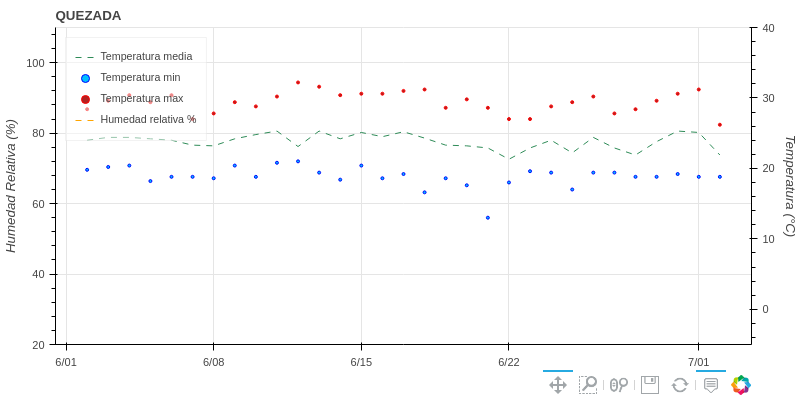 QUEZADA
Temperatura media
Temperatura min
Temperatura max
Humedad relativa %
Humedad Relativa (%)
100
80
60
40
20
Temperatura (°C)
40
30
20
10
0
6/01
6/08
6/15
6/22
7/01